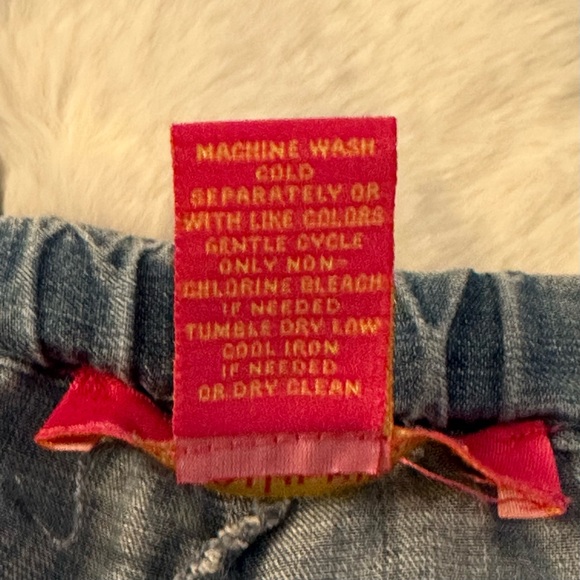 MACHINE WASH
COLD
SEPARATELY OR
WITH LIKE COLORS
GENTLE CYCLE
ONLY NON-
CHLORINE BLEACH
IF NEEDED
TUMBLE DRY LOW
COOL IRON
IF NEEDED
OR DRY CLEAN